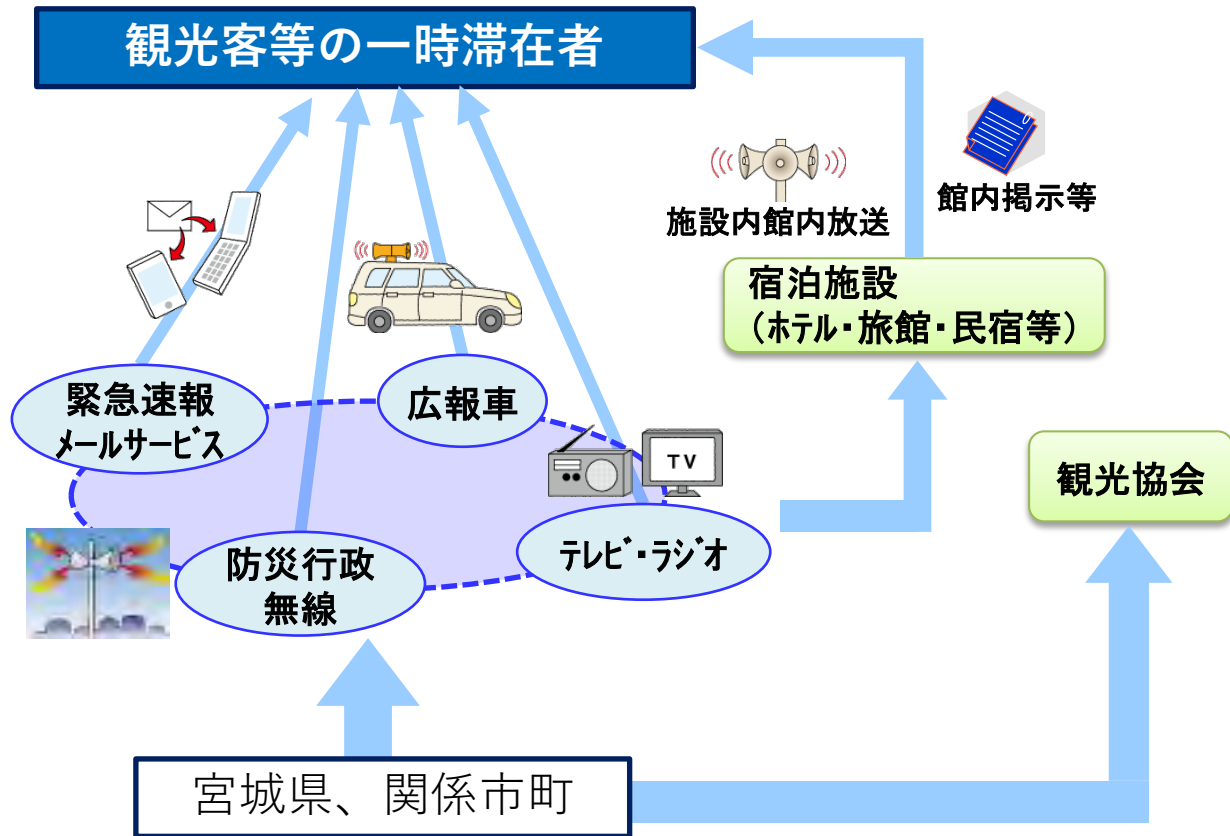 観光客等の一時滞在者
施設内館内放送
館内掲示等
宿泊施設
（ホテル・旅館・民宿等）
緊急速報
メールサービス
広報車
TV
観光協会
防災行政
無線
テレビ・ラジオ
宮城県、関係市町